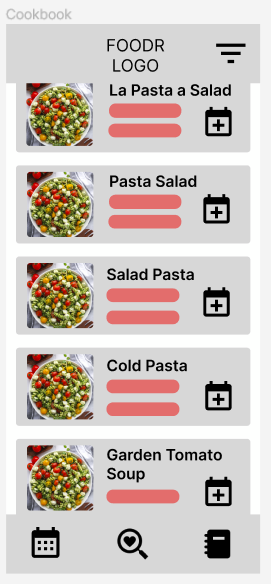 Cookbook
FOODR
LOGO
La Pasta a Salad
Pasta Salad
Salad Pasta
Cold Pasta
Garden Tomato
Soup